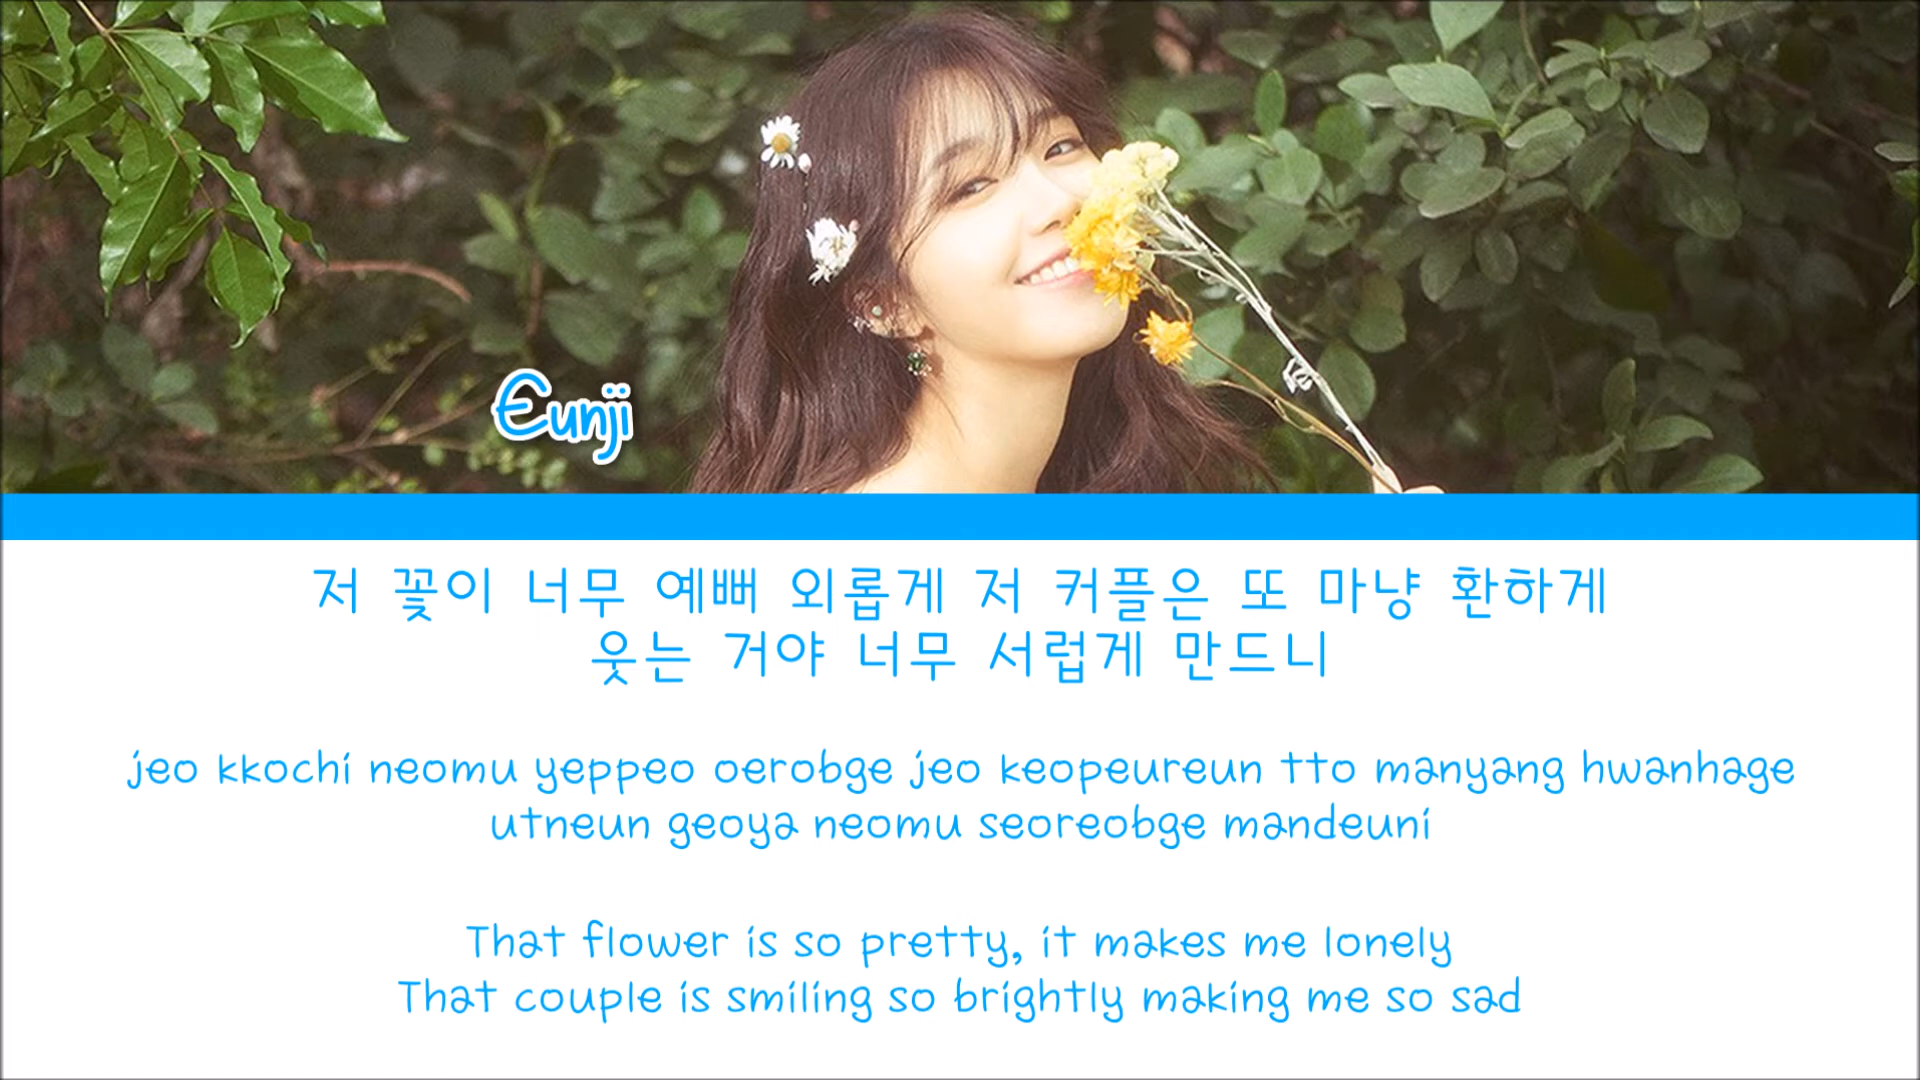 Eunji
저 꽃이 너무 예뻐 외롭게 저 커플은 또 마냥 환하게
웃는 거야 너무 서럽게 만드니
jeo kkochi neomu yeppeo oerobge jeo keopeureun tto manyang hwanhage
utneun geoya neomu seoreobge mandeuni
That flower is so pretty, it makes me lonely
That couple is smiling so brightly making me so sad